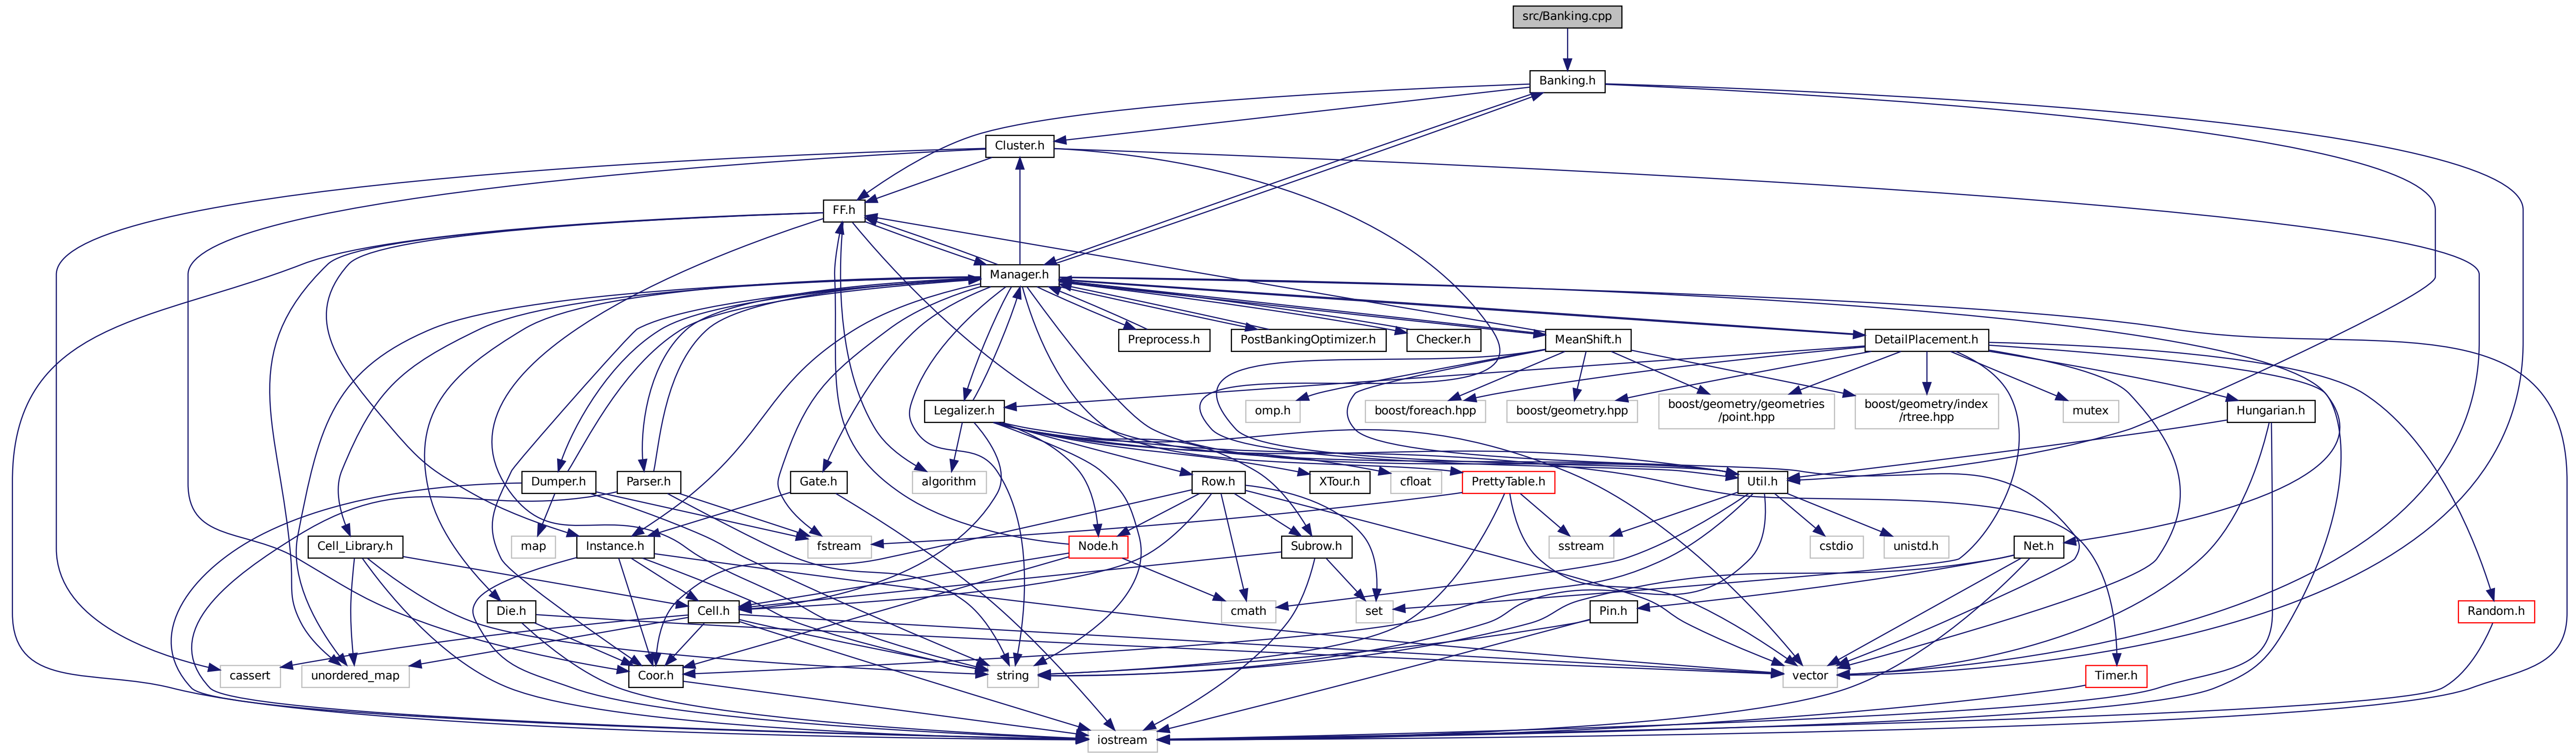 src/Banking.cpp
Banking.h
Cluster.h
FF.h
Manager.h
Preprocess.h
PostBankingOptimizer.h
Checker.h
MeanShift.h
DetailPlacement.h
Legalizer.h
omp.h
boost/foreach.hpp
boost/geometry.hpp
boost/geometry/geometries
/point.hpp
boost/geometry/index
/rtree.hpp
mutex
Hungarian.h
Dumper.h
Parser.h
Gate.h
algorithm
Row.h
XTour.h
cfloat
PrettyTable.h
Util.h
Cell_Library.h
map
Instance.h
fstream
Node.h
Subrow.h
sstream
cstdio
unistd.h
Net.h
Die.h
Cell.h
cmath
set
Pin.h
Random.h
cassert
unordered_map
Coor.h
string
vector
Timer.h
iostream